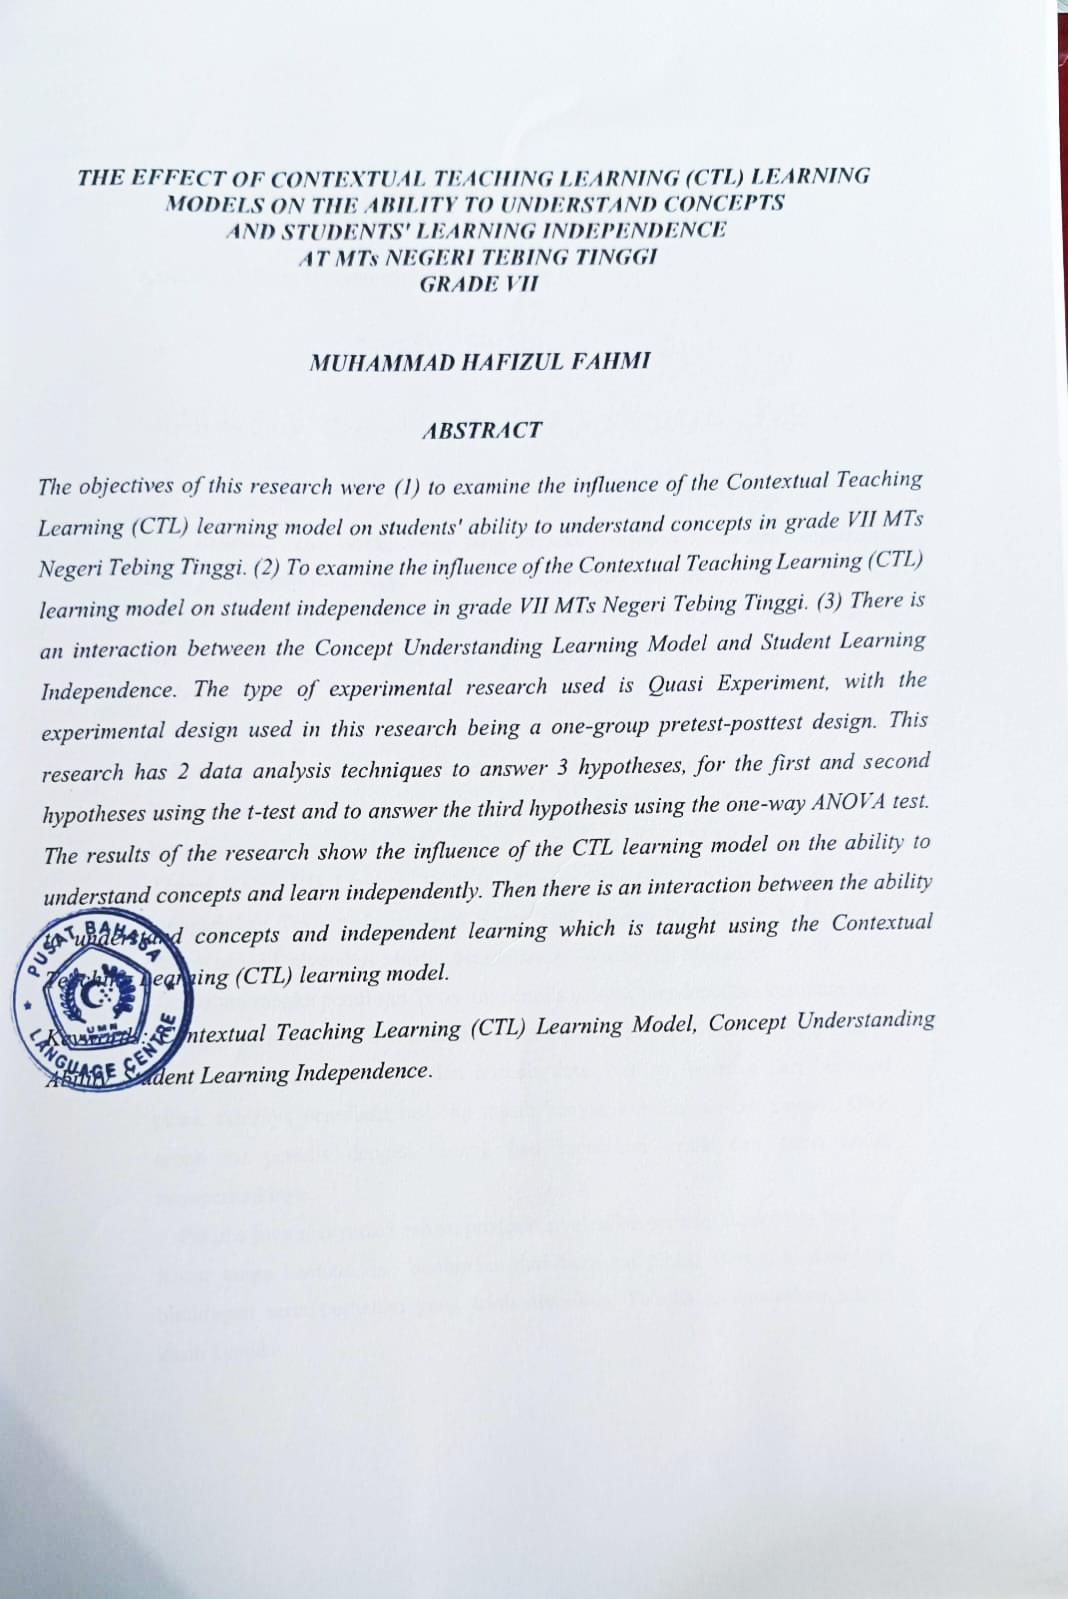 THE EFFECT OF CONTEXTUAL TEACHING LEARNING (CTL) LEARNING
MODELS ON THE ABILITY TO UNDERSTAND CONCEPTS
AND STUDENTS' LEARNING INDEPENDENCE
AT MTs NEGERI TEBING TINGGI
GRADE VII
MUHAMMAD HAFIZUL FAHMI
ABSTRACT
The objectives of this research were (1) to examine the influence of the Contextual Teaching
Learning (CTL) learning model on students' ability to understand concepts in grade VII MTs
Negeri Tebing Tinggi. (2) To examine the influence of the Contextual Teaching Learning (CTL)
learning model on student independence in grade VII MTs Negeri Tebing Tinggi. (3) There is
an interaction between the Concept Understanding Learning Model and Student Learning
Independence. The type of experimental research used is Quasi Experiment, with the
experimental design used in this research being a one-group pretest-posttest design. This
research has 2 data analysis techniques to answer 3 hypotheses, for the first and second
hypotheses using the t-test and to answer the third hypothesis using the one-way ANOVA test.
The results of the research show the influence of the CTL learning model on the ability to
understand concepts and learn independently. Then there is an interaction between the ability
to understand concepts and independent learning which is taught using the Contextual
Teaching Learning (CTL) learning model.
Keywords: Contextual Teaching Learning (CTL) Learning Model, Concept Understanding
Ability, Student Learning Independence.
PUSAT BAHASA
UMN
LANGUAGE CENTRE